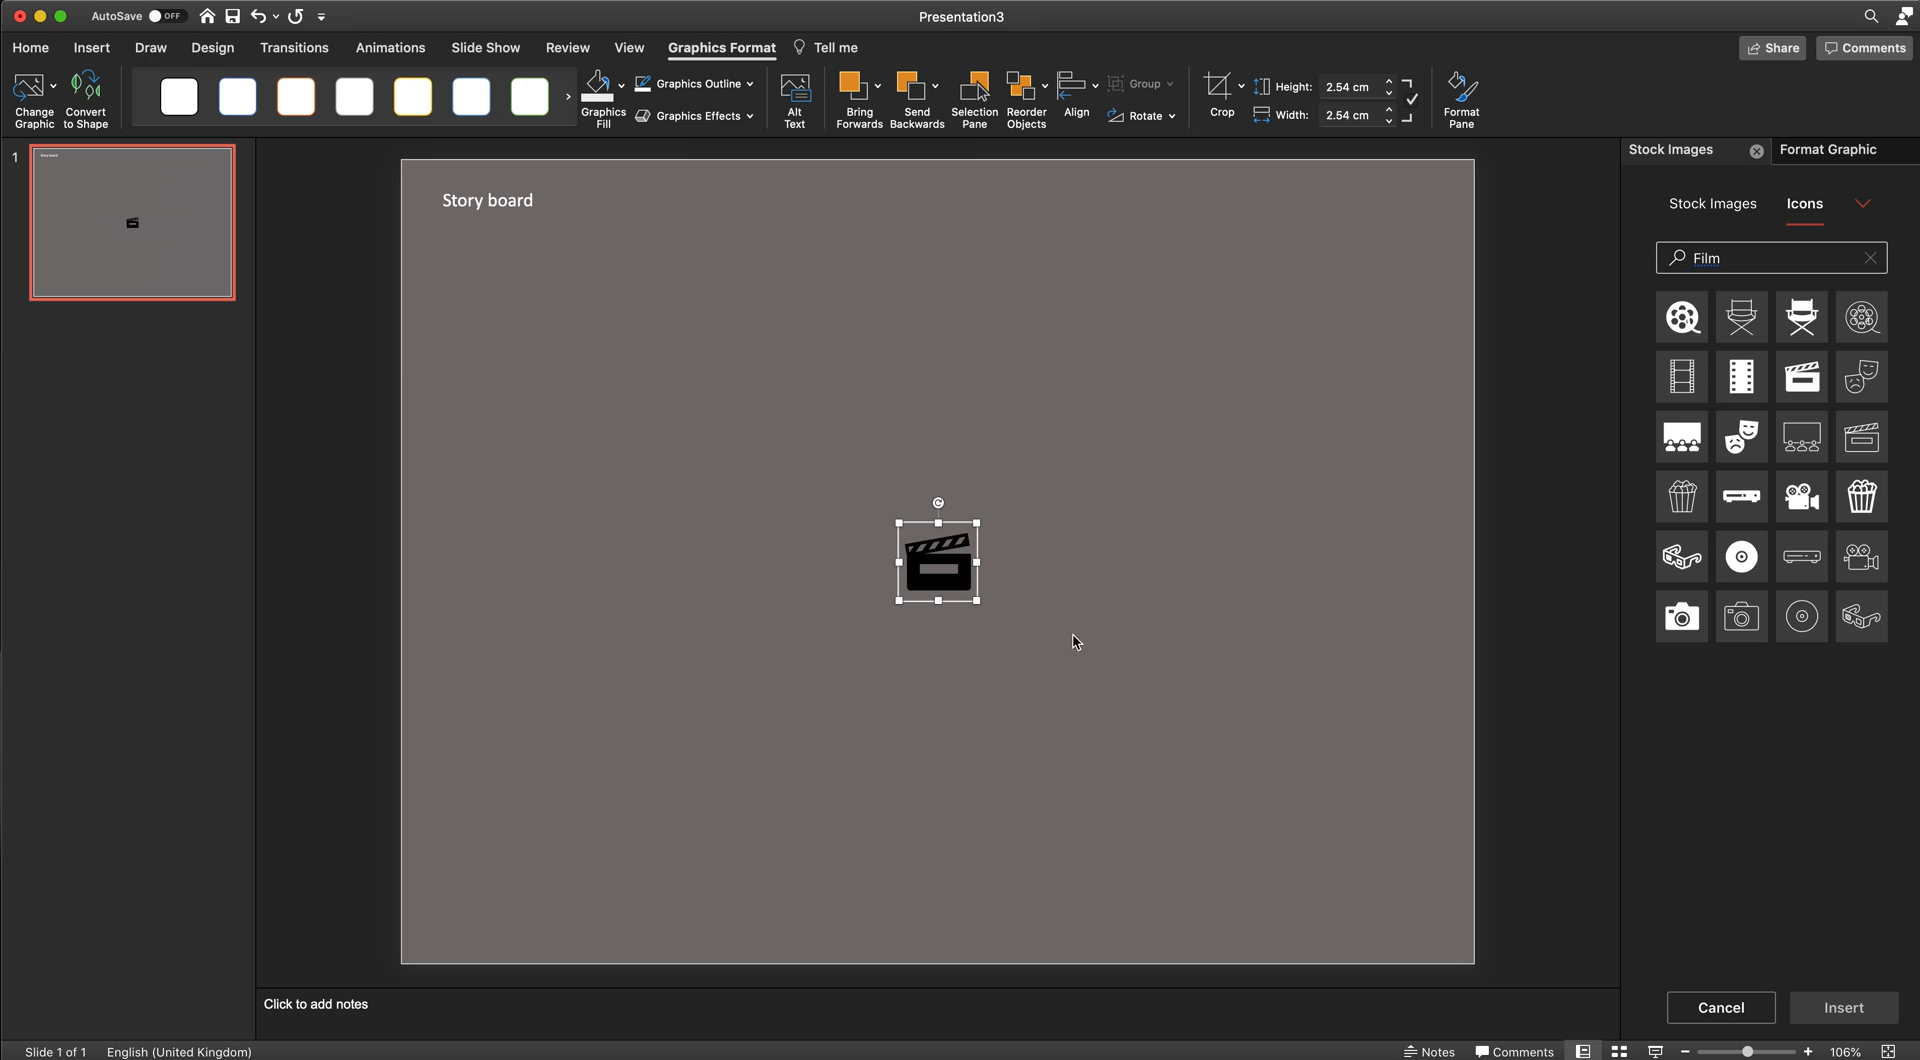 AutoSave OFF
Presentation3
Home Insert Draw Design Transitions Animations Slide Show Review View Graphics Format Tell me
Share Comments
Change Graphic
Convert to Shape
Graphics Fill
Graphics Outline
Graphics Effects
Alt Text
Bring Forwards
Send Backwards
Selection Pane
Reorder Objects
Align
Group
Rotate
Crop
Height: 2.54 cm
Width: 2.54 cm
Format Pane
1
Story board
Story board
Stock Images Format Graphic
Stock Images Icons
Film
Cancel Insert
Click to add notes
Slide 1 of 1 English (United Kingdom)
Notes Comments 106%